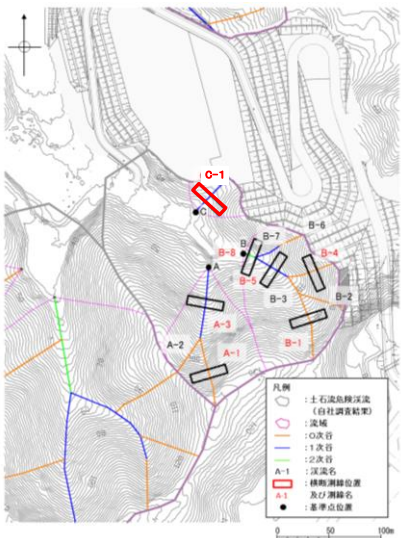 C-1
C
B-6
B-7
B
B-8
B-4
A
B-5
B-3
B-2
A-3
B-1
A-2
A-1
凡例
：土石流危険渓流
（自社調査結果）
：流域
：0次谷
：1次谷
：2次谷
A-1 ：渓流名
：横断測線位置
A-1 及び測線名
：基準点位置
0 50 100m